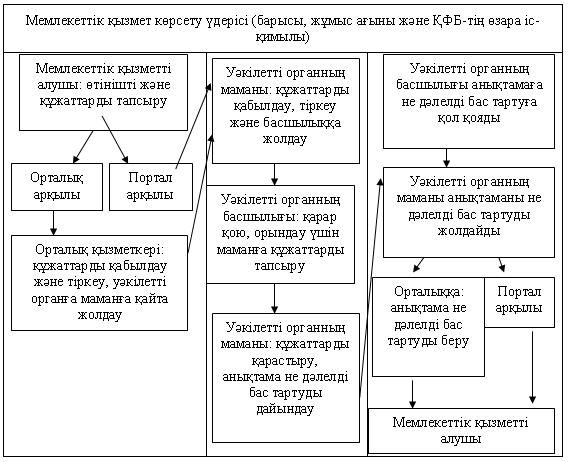 Мемлекеттік қызмет көрсету үдерісі (барысы, жұмыс ағыны және ҚФБ-тің өзара іс-
қимылы)
Мемлекеттік қызметті
алушы: өтінішті және
құжаттарды тапсыру
Орталық
арқылы
Портал
арқылы
Орталық қызметкері:
құжаттарды қабылдау
және тіркеу, уәкілетті
органға маманға қайта
жолдау
Уәкілетті органның
маманы: құжаттарды
қабылдау, тіркеу
және басшылыққа
жолдау
Уәкілетті органның
басшылығы: қарар
қою, орындау үшін
маманға құжаттарды
тапсыру
Уәкілетті органның
маманы: құжаттарды
қарастыру,
анықтама не дәлелді
бас тартуды
дайындау
Уәкілетті органның
басшылығы анықтамаға
не дәлелді бас тартуға
қол қояды
Уәкілетті органның
маманы анықтаманы не
дәлелді бас тартуды
жолдайды
Орталыққа:
анықтама не
дәлелді бас
тартуды беру
Портал
арқылы
Мемлекеттік қызметті
алушы